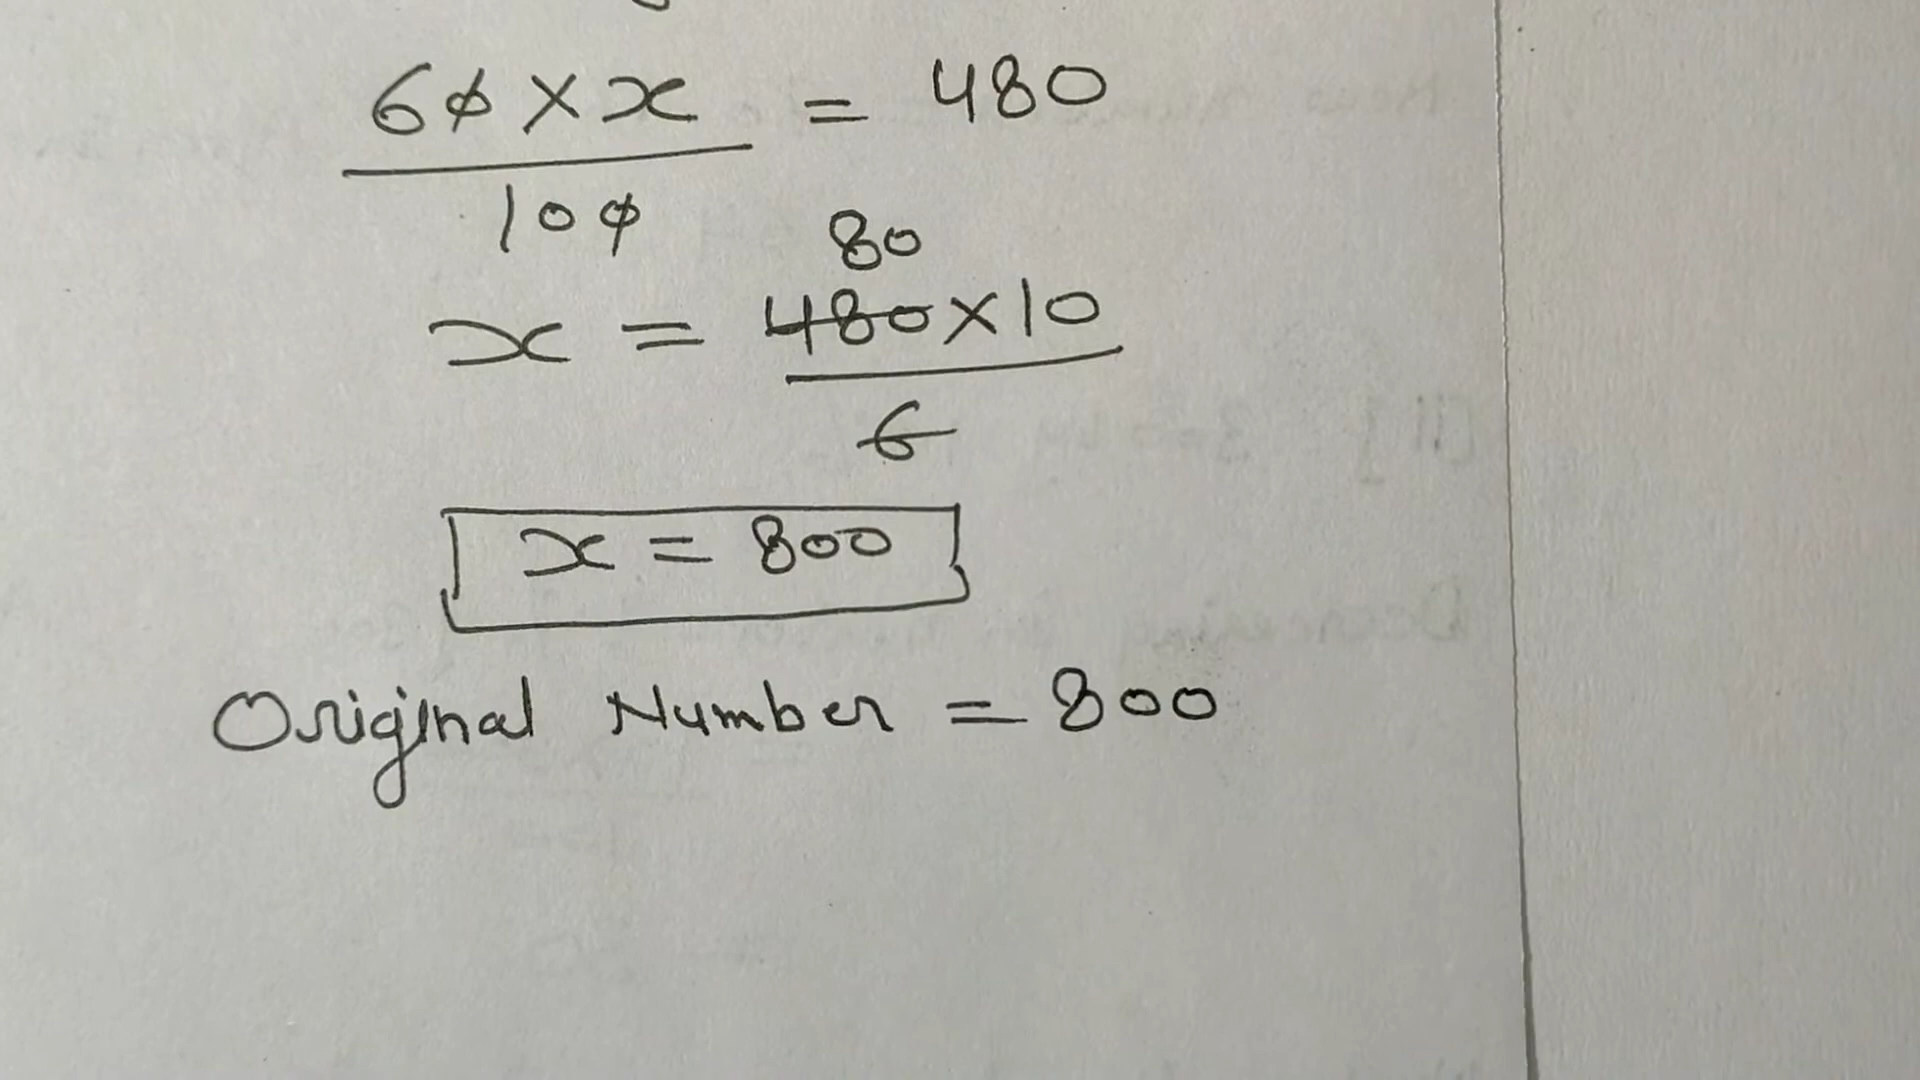 60 × x = 480
100
80
x = 480 × 10
6
x = 800
Original Number = 800